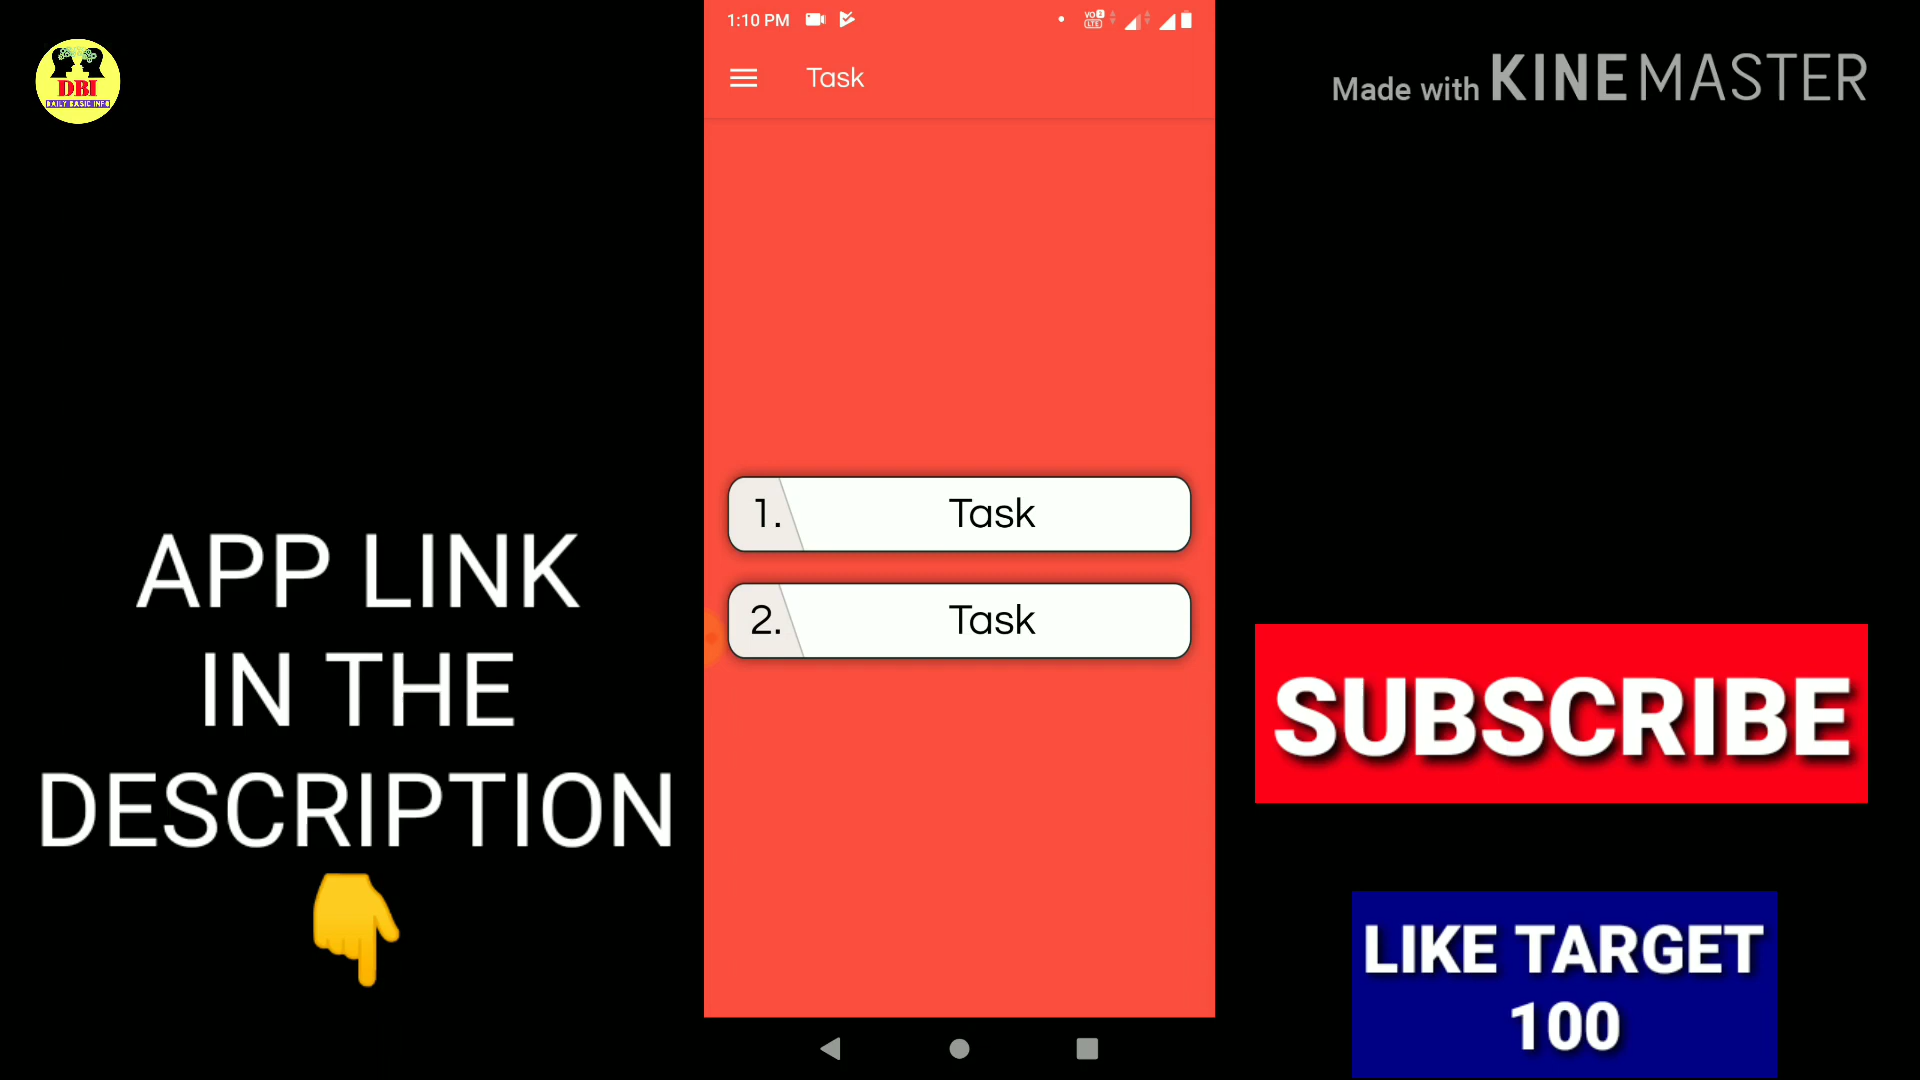 DBI
DAILY BASIC INFO
1:10 PM
Task
Made with KINEMASTER
1. Task
2. Task
APP LINK
IN THE
DESCRIPTION
SUBSCRIBE
LIKE TARGET
100